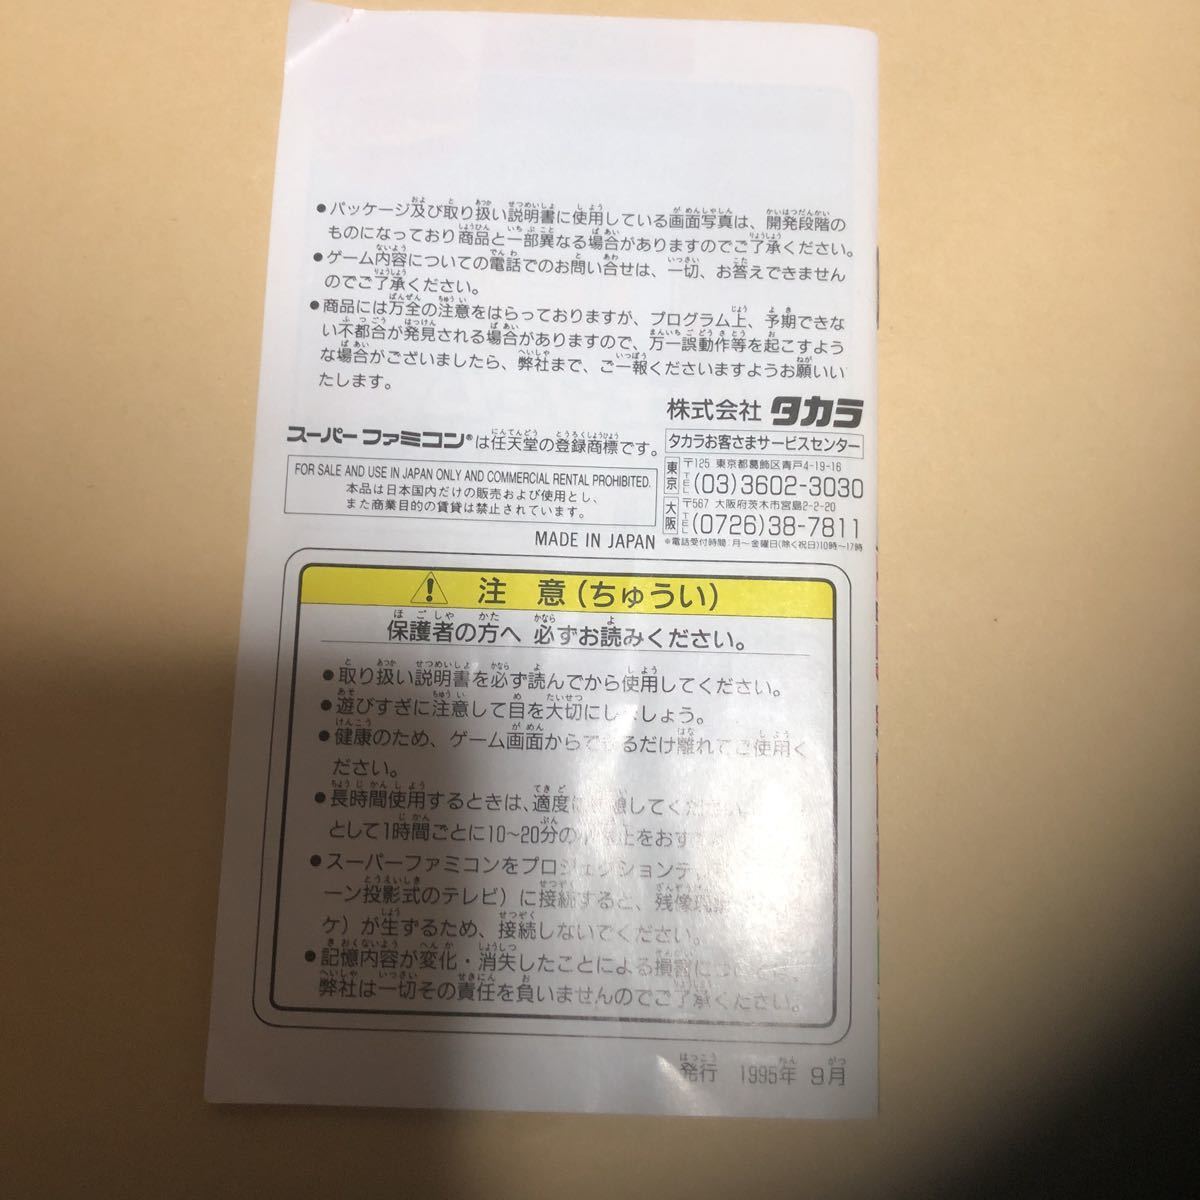 ●パッケージ及び取り扱い説明書に使用している画面写真は、開発段階の
ものになっており商品と一部異なる場合がありますのでご了承ください。
●ゲーム内容についての電話でのお問い合せは、一切、お答えできません
のでご了承ください。
●商品には万全の注意をはらっておりますが、プログラム上、予期できな
い不都合が発見される場合がありますので、万一誤動作等を起こすよう
な場合がございましたら、弊社まで、ご一報くださいますようお願いい
たします。
株式会社 タカラ
スーパーファミコン®は任天堂の登録商標です。
タカラお客さまサービスセンター
FOR SALE AND USE IN JAPAN ONLY AND COMMERCIAL RENTAL PROHIBITED.
本品は日本国内だけの販売および使用とし、
また商業目的の賃貸は禁止されています。
東京 〒125 東京都葛飾区青戸4-19-16
TEL (03)3602-3030
大阪 〒567 大阪府茨木市宮島2-2-20
TEL (0726)38-7811
MADE IN JAPAN
※電話受付時間:月〜金曜日(除く祝日)10時〜17時
注 意(ちゅうい)
保護者の方へ 必ずお読みください。
●取り扱い説明書を必ず読んでから使用してください。
●遊びすぎに注意して目を大切にしましょう。
●健康のため、ゲーム画面からできるだけ離れてご使用く
ださい。
●長時間使用するときは、適度に 憩してくだ
として1時間ごとに10〜20分の 止をおす
●スーパーファミコンをプロジェクションテ
ーン投影式のテレビ)に接続すると、残像現
ケ)が生ずるため、接続しないでください。
●記憶内容が変化・消失したことによる損害
弊社は一切その責任を負いませんのでご了承ください。
発行 1995年 9月